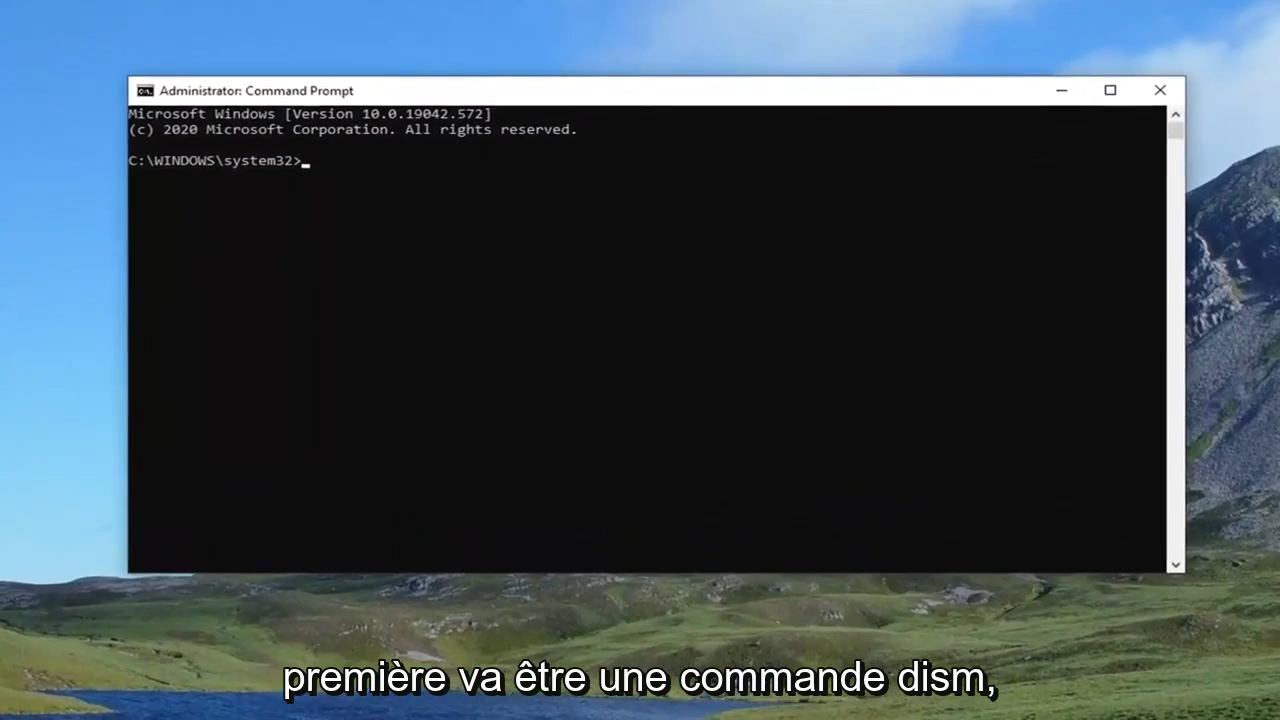 Administrator: Command Prompt
Microsoft Windows [Version 10.0.19042.572]
(c) 2020 Microsoft Corporation. All rights reserved.
C:\WINDOWS\system32>
première va être une commande dism,